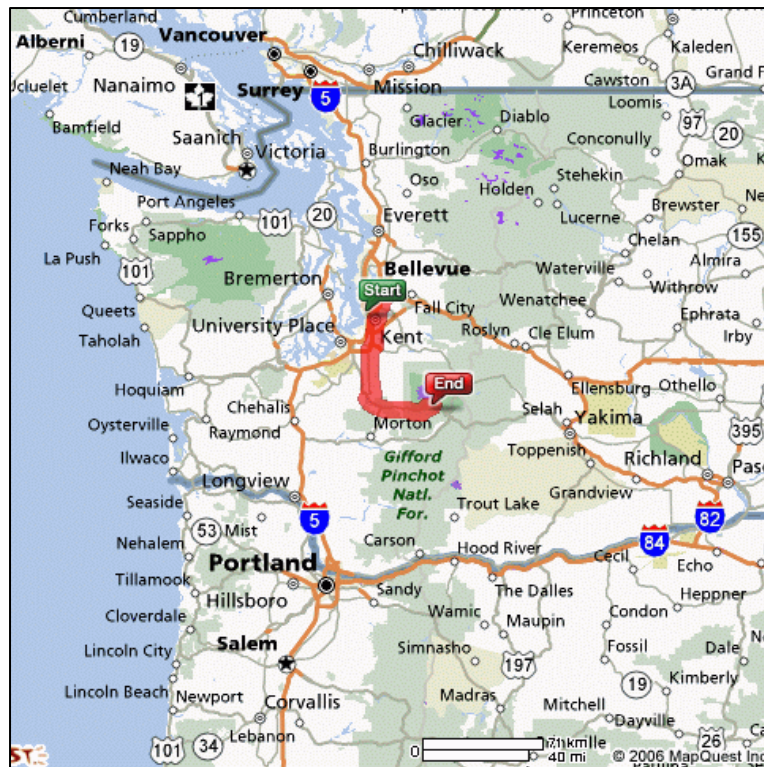 Cumberland
Princeton
Vancouver
Alberni
19
Chilliwack
Keremeos
Kaleden
Nanaimo
1
Surrey
Mission
Cawston
3A
Grand F
Ucluelet
5
Glacier
Diablo
Loomis
97
Bamfield
Saanich
Conconully
20
Victoria
Burlington
Omak
Neah Bay
Oso
Stehekin
Holden
Port Angeles
Brewster
Ne
Forks
101
20
Everett
Lucerne
Sappho
155
La Push
Chelan
101
Bellevue
Waterville
Almira
Bremerton
Start
Withrow
Queets
Fall City
Wenatchee
University Place
Ephrata
Taholah
Kent
Roslyn
Cle Elum
Irby
End
Hoquiam
Ellensburg
Othello
Chehalis
Selah
Oysterville
Morton
Yakima
395
Raymond
Ilwaco
Gifford
Pinchot
Natl.
For.
Toppenish
Richland
Pasc
Longview
Grandview
Seaside
Trout Lake
5
82
53
Mist
84
Nehalem
Carson
Hood River
Cecil
Echo
Portland
Tillamook
The Dalles
Heppner
Hillsboro
Sandy
Cloverdale
Wamic
Condon
Maupin
Salem
Simnasho
Fossil
Dale
Lincoln City
197
19
Kimberly
Lincoln Beach
Newport
Corvallis
Madras
Mitchell
Dayville
101
34
Lebanon
26
0
40 mi
© 2006 MapQuest Inc